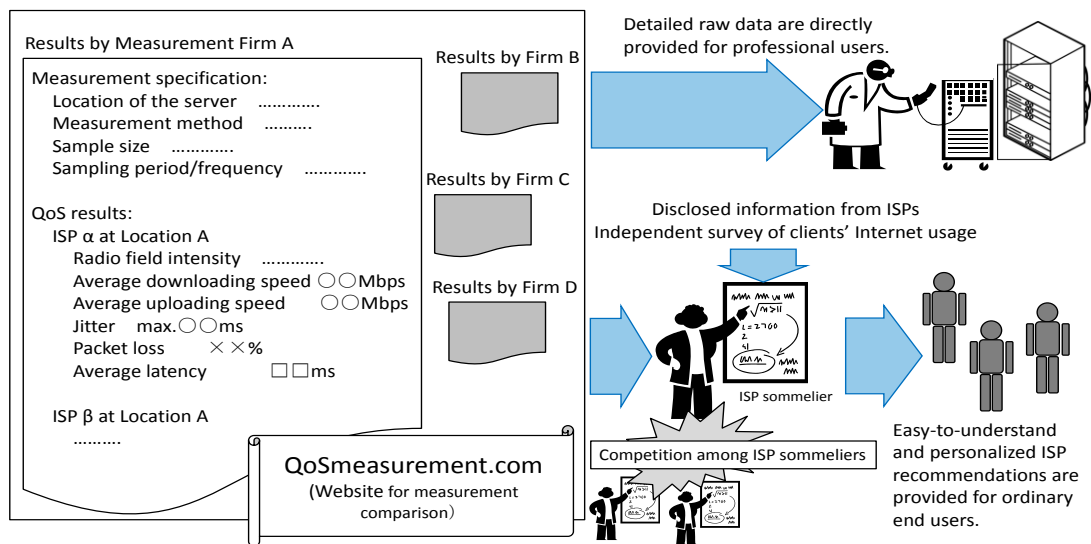 Results by Measurement Firm A
Measurement specification:
Location of the server ………….
Measurement method ……….
Sample size ………….
Sampling period/frequency ………….
QoS results:
ISP α at Location A
Radio field intensity ………….
Average downloading speed ○○Mbps
Average uploading speed ○○Mbps
Jitter max.○○ms
Packet loss ××%
Average latency □□ms
ISP β at Location A
……….
Results by Firm B
Results by Firm C
Results by Firm D
QoSmeasurement.com
(Website for measurement
comparison)
Detailed raw data are directly
provided for professional users.
Disclosed information from ISPs
Independent survey of clients' Internet usage
ISP sommelier
Competition among ISP sommeliers
Easy-to-understand
and personalized ISP
recommendations are
provided for ordinary
end users.